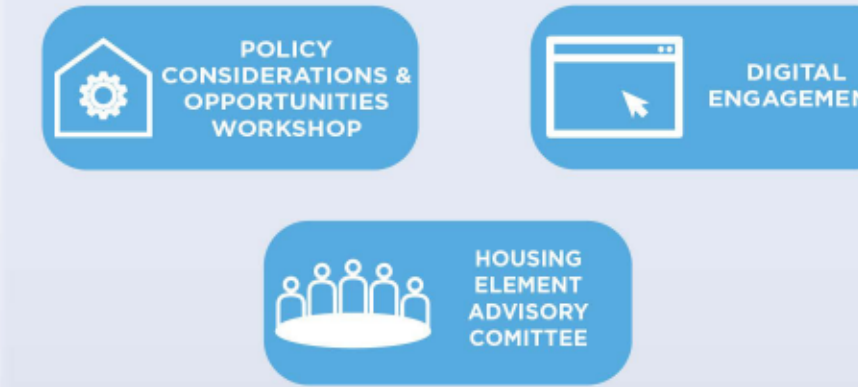 POLICY
CONSIDERATIONS &
OPPORTUNITIES
WORKSHOP
DIGITAL
ENGAGEMEN
HOUSING
ELEMENT
ADVISORY
COMITTEE